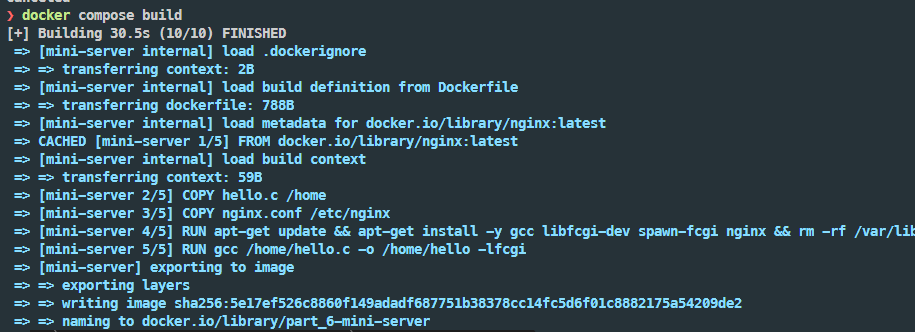 ❯ docker compose build
[+] Building 30.5s (10/10) FINISHED
=> [mini-server internal] load .dockerignore
=> => transferring context: 2B
=> [mini-server internal] load build definition from Dockerfile
=> => transferring dockerfile: 788B
=> [mini-server internal] load metadata for docker.io/library/nginx:latest
=> CACHED [mini-server 1/5] FROM docker.io/library/nginx:latest
=> [mini-server internal] load build context
=> => transferring context: 59B
=> [mini-server 2/5] COPY hello.c /home
=> [mini-server 3/5] COPY nginx.conf /etc/nginx
=> [mini-server 4/5] RUN apt-get update && apt-get install -y gcc libfcgi-dev spawn-fcgi nginx && rm -rf /var/lib
=> [mini-server 5/5] RUN gcc /home/hello.c -o /home/hello -lfcgi
=> [mini-server] exporting to image
=> => exporting layers
=> => writing image sha256:5e17ef526c8860f149adadf687751b38378cc14fc5d6f01c8882175a54209de2
=> => naming to docker.io/library/part_6-mini-server